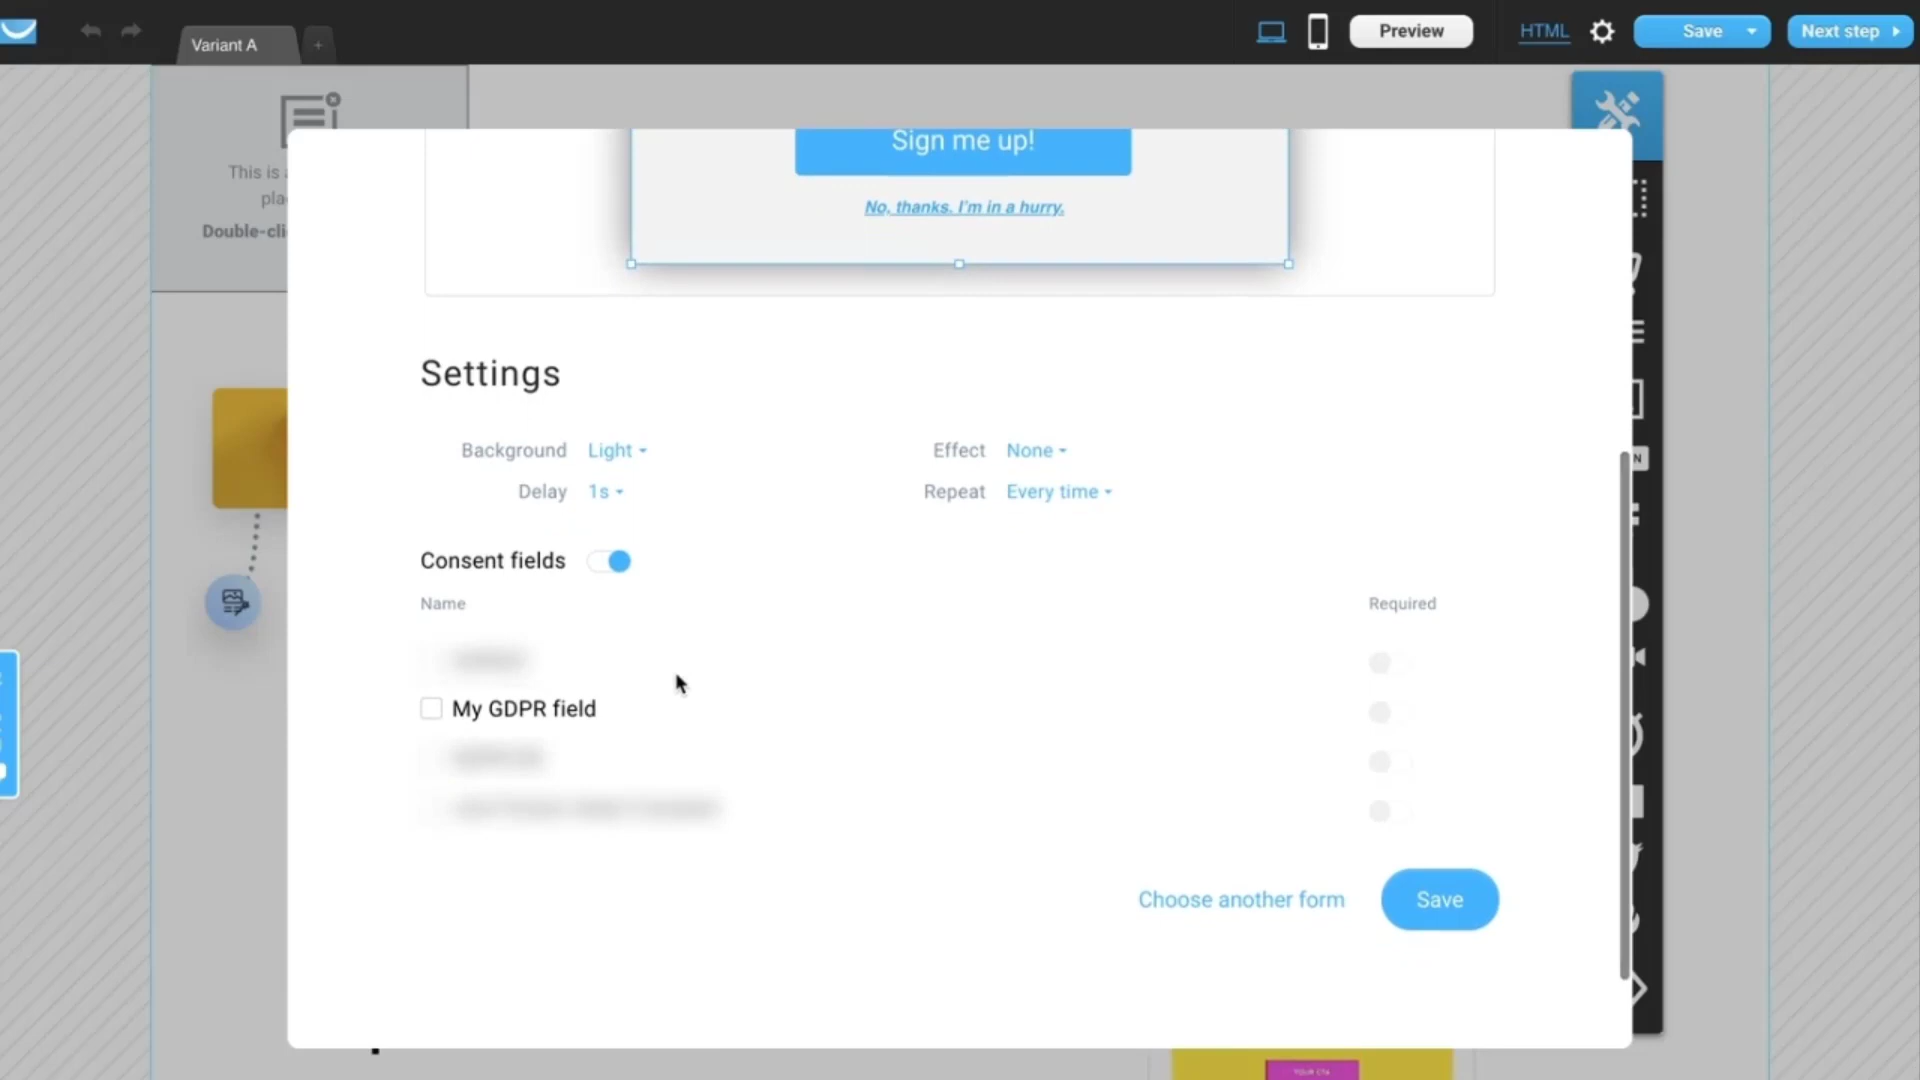 Variant A
+
Preview
HTML
Save
Next step
This is
Double-cli
Sign me up!
No, thanks. I'm in a hurry.
Settings
Background Light
Effect None
Delay 1s
Repeat Every time
Consent fields
Name
Required
My GDPR field
Choose another form
Save
YOUR CTA